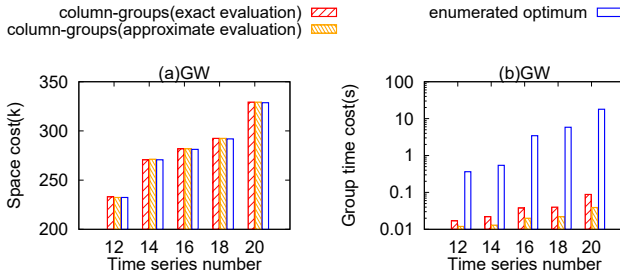 column-groups(exact evaluation)
enumerated optimum
column-groups(approximate evaluation)
(a)GW
Space cost(k)
350
300
250
200
12 14 16 18 20
Time series number
(b)GW
Group time cost(s)
100
10
1
0.1
0.01
12 14 16 18 20
Time series number